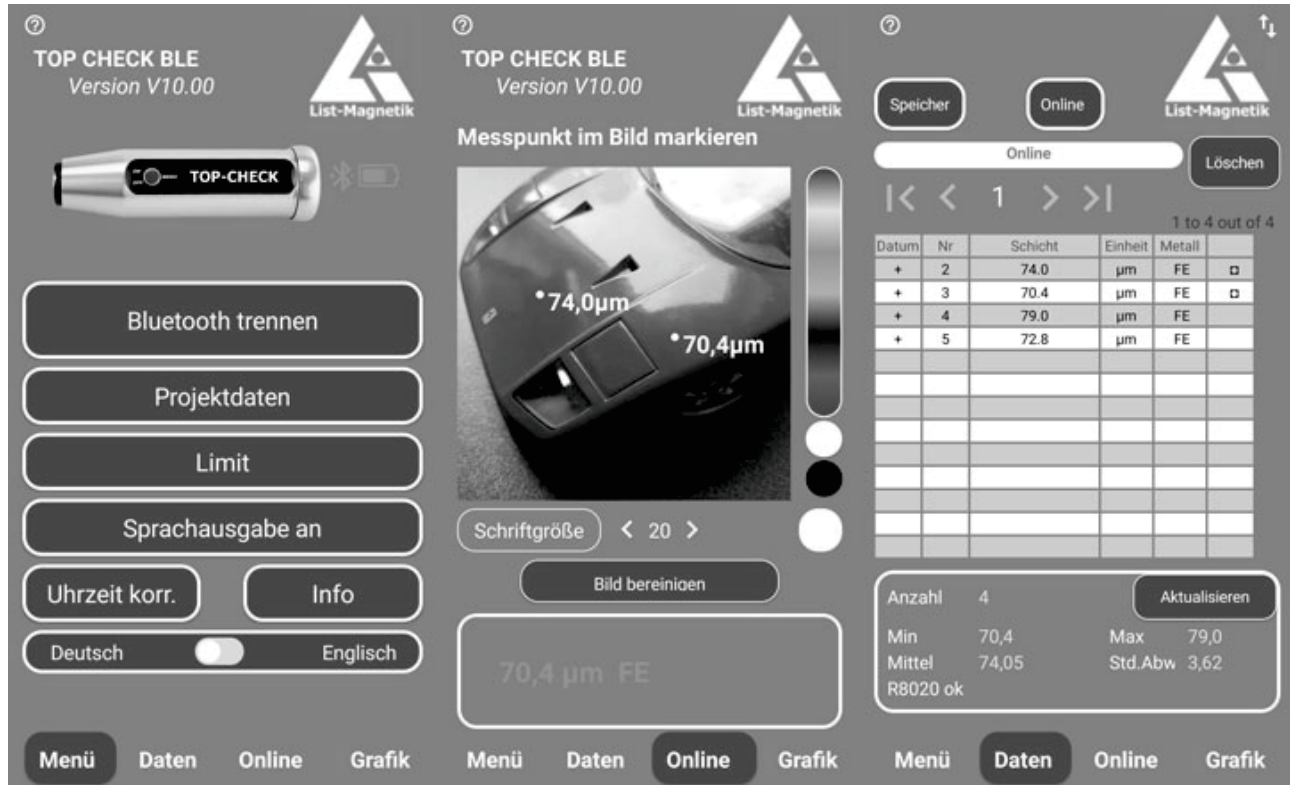 TOP CHECK BLE
Version V10.00
List-Magnetik
TOP-CHECK
Bluetooth trennen
Projektdaten
Limit
Sprachausgabe an
Uhrzeit korr. Info
Deutsch Englisch
Menü Daten Online Grafik
TOP CHECK BLE
Version V10.00
List-Magnetik
Messpunkt im Bild markieren
74,0µm
70,4µm
Schriftgröße < 20 >
Bild bereinigen
70,4 µm FE
Menü Daten Online Grafik
List-Magnetik
Speicher Online
Online Löschen
|< < 1 > >|
1 to 4 out of 4
Datum Nr Schicht Einheit Metall
+ 2 74.0 µm FE
+ 3 70.4 µm FE
+ 4 79.0 µm FE
+ 5 72.8 µm FE
Anzahl 4 Aktualisieren
Min 70,4 Max 79,0
Mittel 74,05 Std.Abw 3,62
R8020 ok
Menü Daten Online Grafik